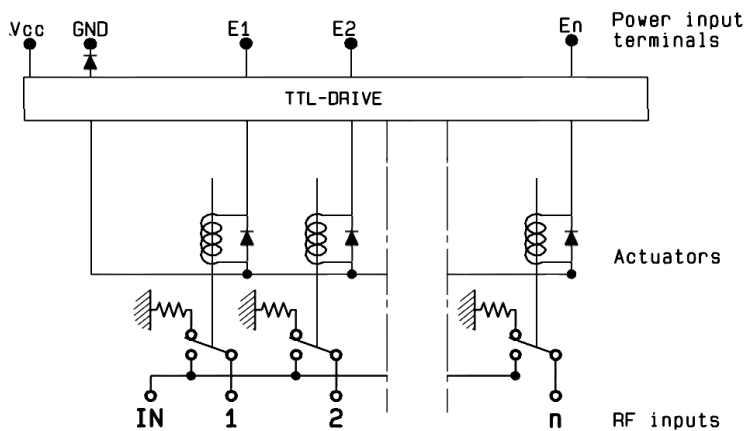 Vcc GND E1 E2 En Power input
terminals
TTL-DRIVE
Actuators
IN 1 2 n RF inputs